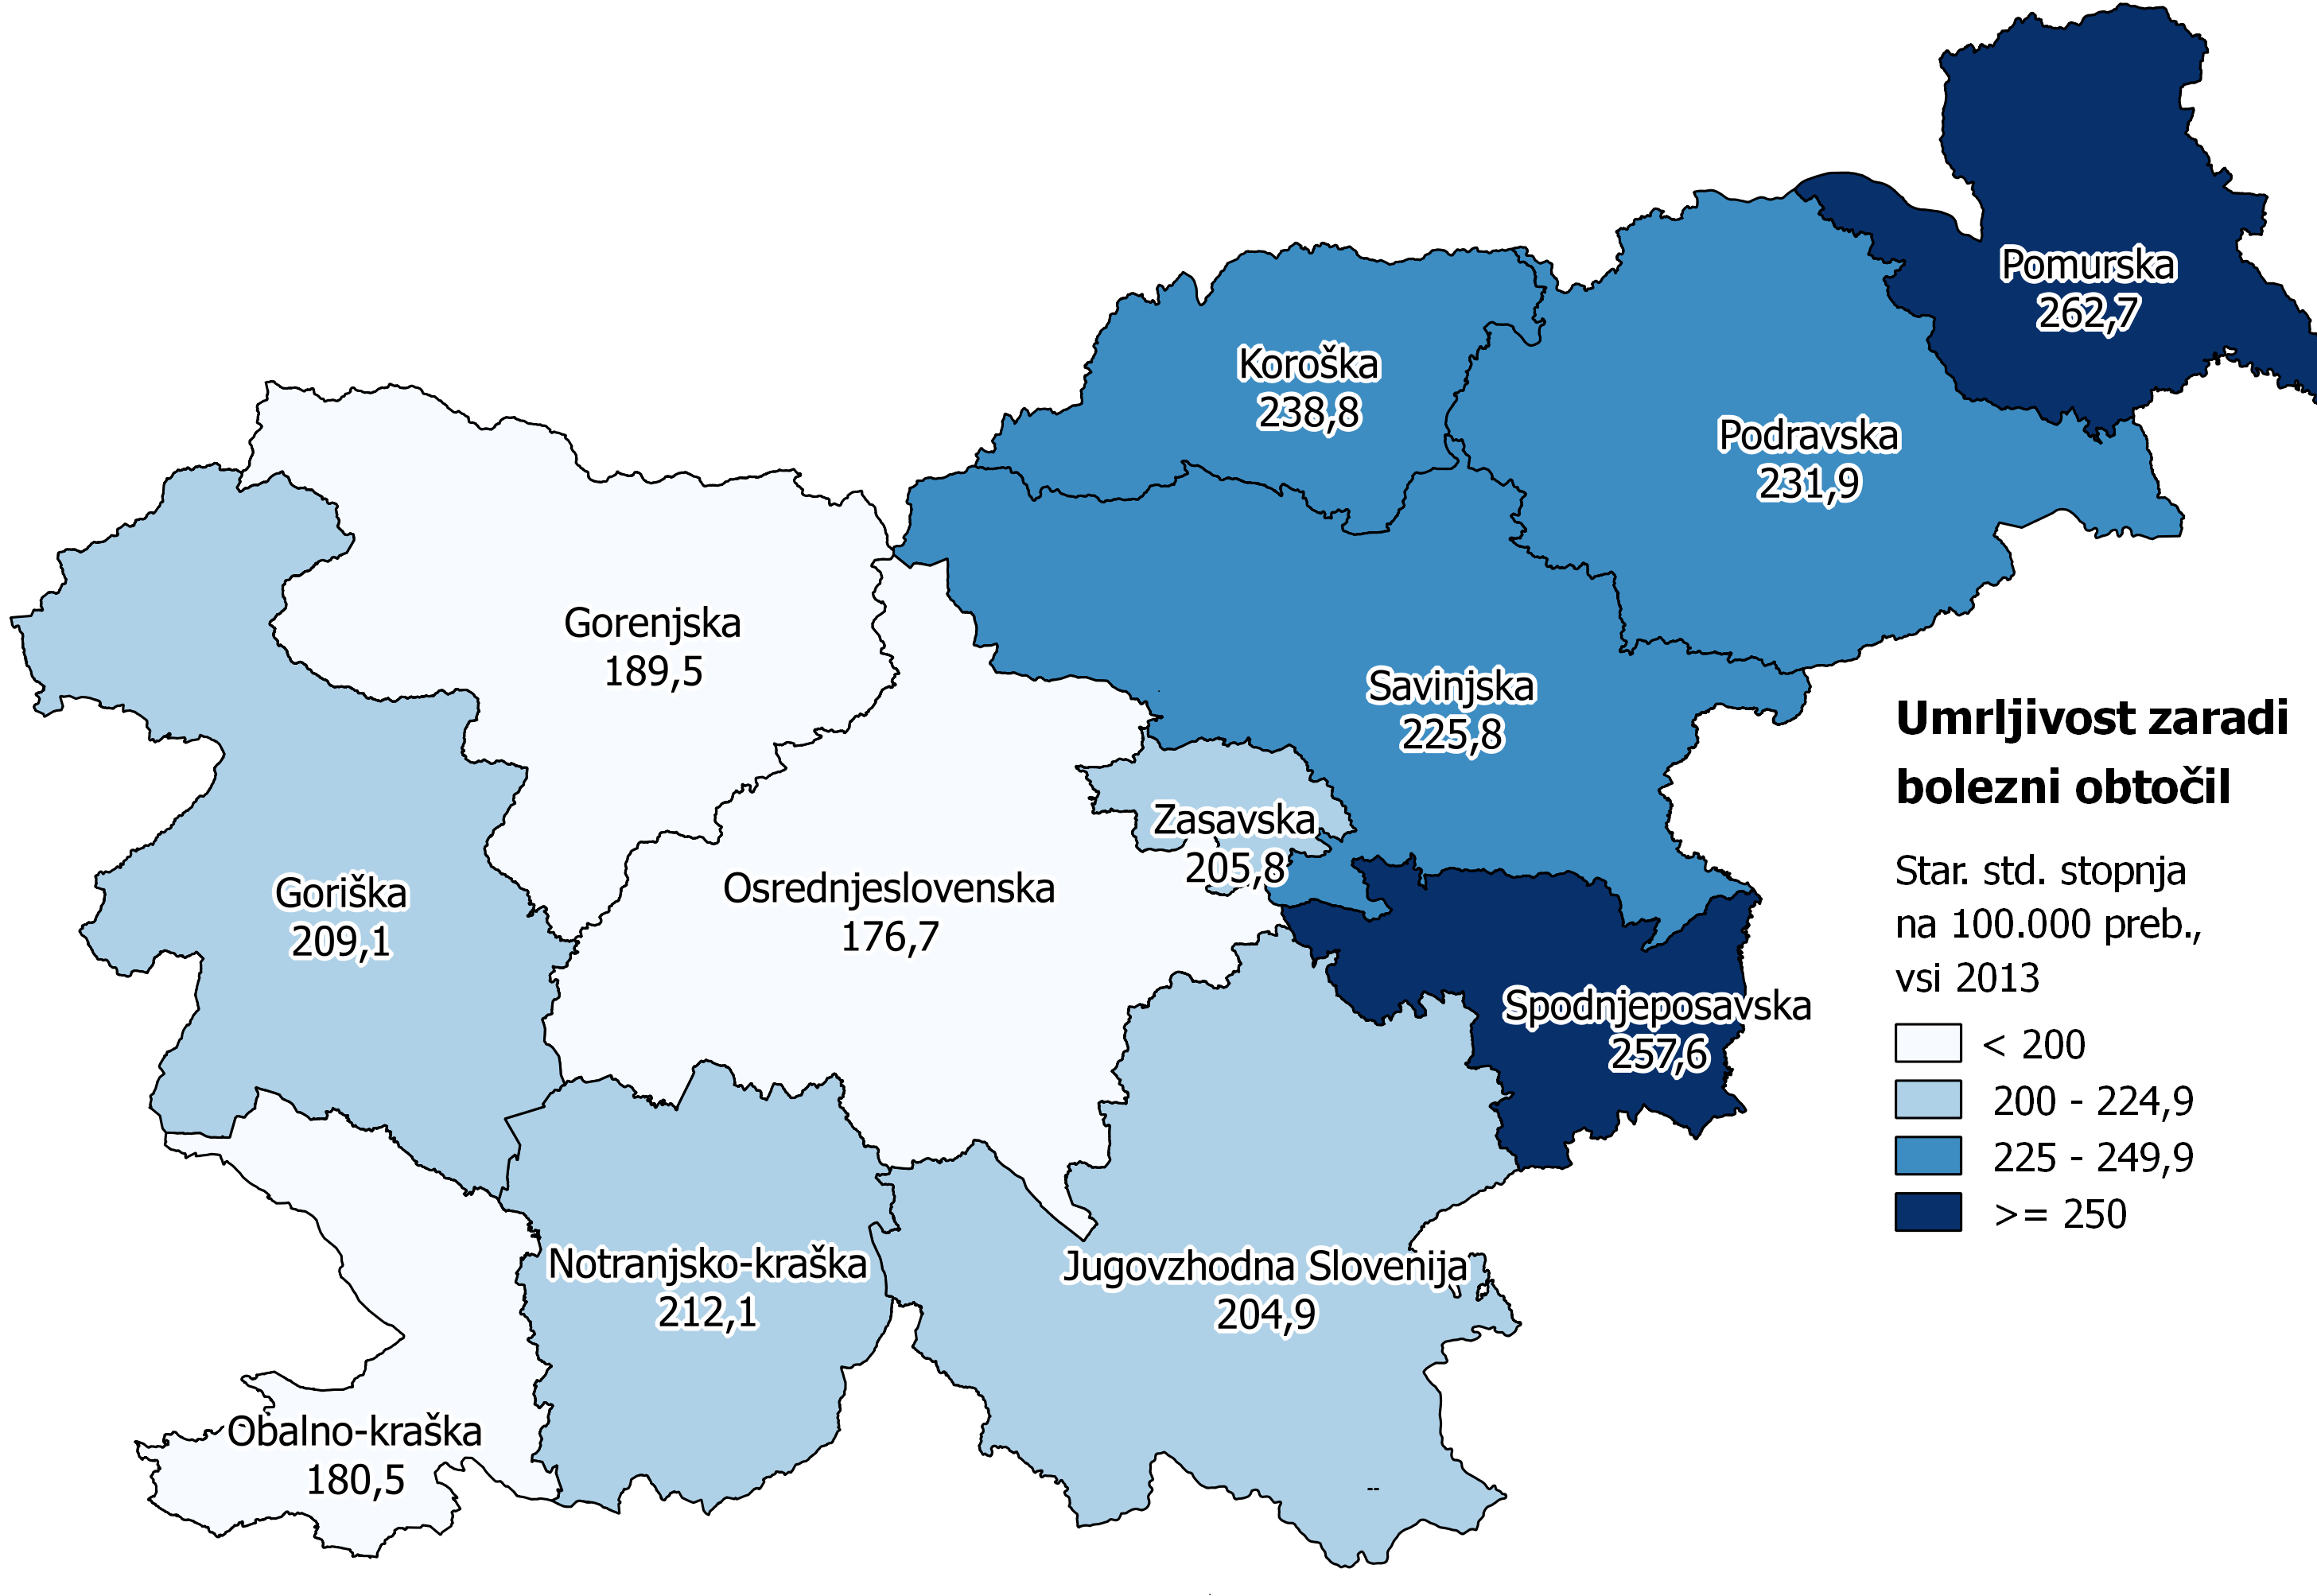 Pomurska
262,7
Koroška
238,8
Podravska
231,9
Gorenjska
189,5
Savinjska
225,8
Zasavska
205,8
Goriška
209,1
Osrednjeslovenska
176,7
Spodnjeposavska
257,6
Notranjsko-kraška
212,1
Jugovzhodna Slovenija
204,9
Obalno-kraška
180,5
Umrljivost zaradi
bolezni obtočil
Star. std. stopnja
na 100.000 preb.,
vsi 2013
< 200
200 - 224,9
225 - 249,9
>= 250